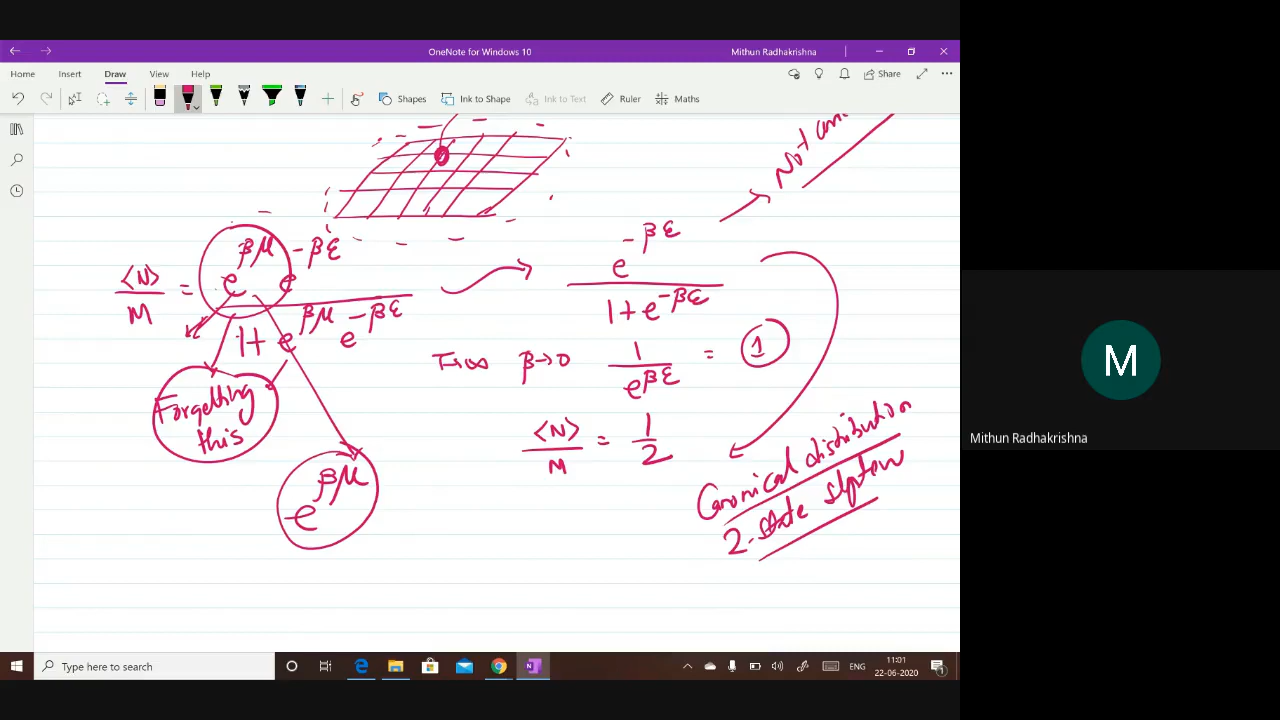 OneNote for Windows 10
Mithun Radhakrishna
Home Insert Draw View Help
Share
Shapes Ink to Shape Ink to Text Ruler Maths
Not
⟨N⟩/M = e^{βμ} e^{-βε} / 1 + e^{βμ} e^{-βε}
e^{-βε} / 1 + e^{-βε}
β→0 1/e^{βε} = 1
Forgetting
this
⟨N⟩/M = 1/2
e^{βμ}
Canonical distribution
2-state system
M
Mithun Radhakrishna
Type here to search
ENG
11:01
22-06-2020